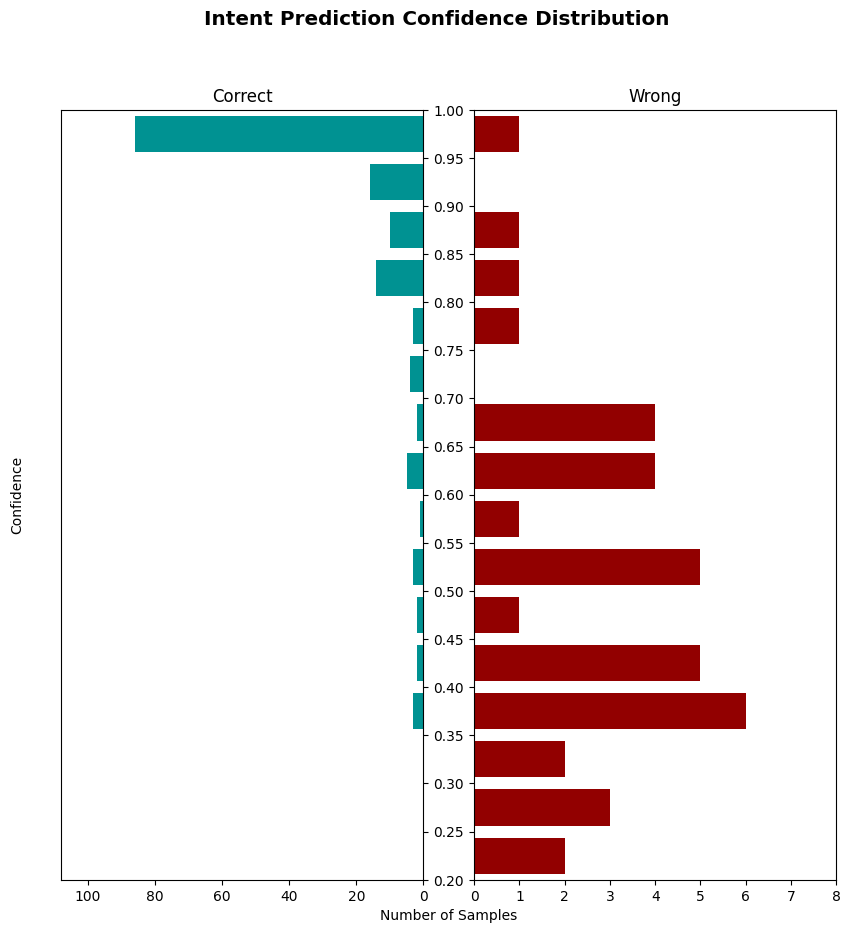 Intent Prediction Confidence Distribution
Correct
Wrong
1.00
0.95
0.90
0.85
0.80
0.75
0.70
0.65
0.60
0.55
0.50
0.45
0.40
0.35
0.30
0.25
0.20
Confidence
100 80 60 40 20 0
0 1 2 3 4 5 6 7 8
Number of Samples